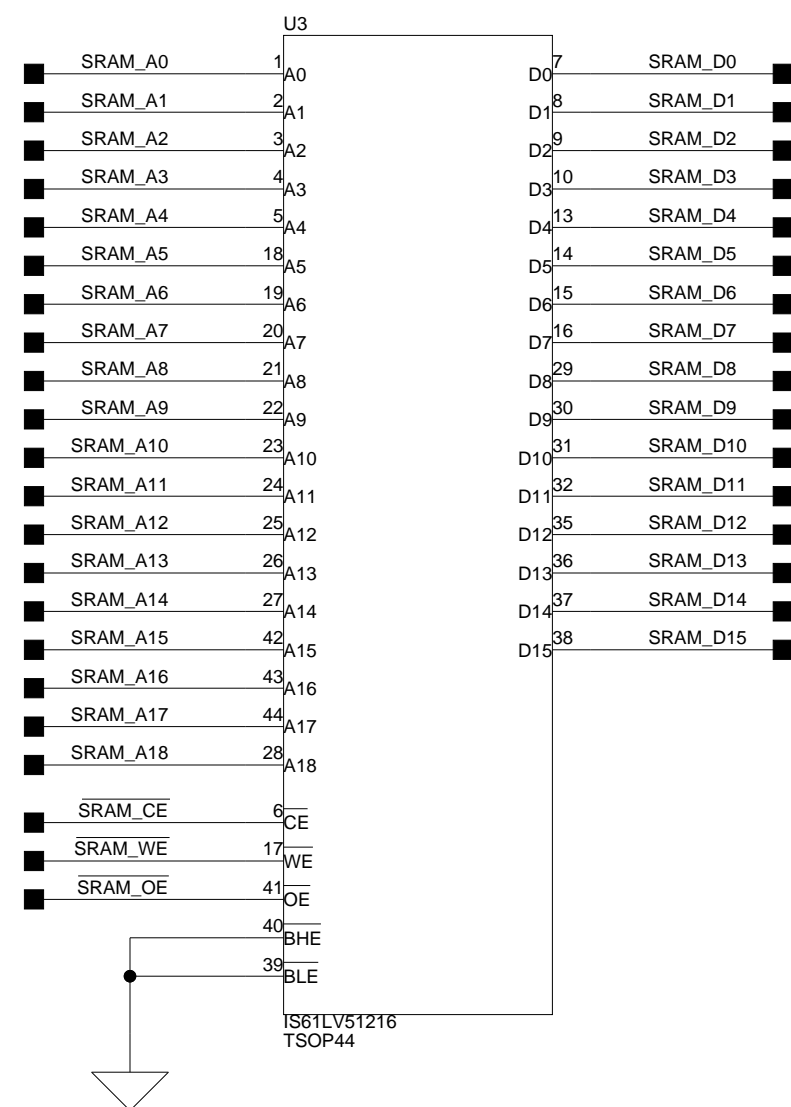 U3
SRAM_A0 1 A0 D0 7 SRAM_D0
SRAM_A1 2 A1 D1 8 SRAM_D1
SRAM_A2 3 A2 D2 9 SRAM_D2
SRAM_A3 4 A3 D3 10 SRAM_D3
SRAM_A4 5 A4 D4 13 SRAM_D4
SRAM_A5 18 A5 D5 14 SRAM_D5
SRAM_A6 19 A6 D6 15 SRAM_D6
SRAM_A7 20 A7 D7 16 SRAM_D7
SRAM_A8 21 A8 D8 29 SRAM_D8
SRAM_A9 22 A9 D9 30 SRAM_D9
SRAM_A10 23 A10 D10 31 SRAM_D10
SRAM_A11 24 A11 D11 32 SRAM_D11
SRAM_A12 25 A12 D12 35 SRAM_D12
SRAM_A13 26 A13 D13 36 SRAM_D13
SRAM_A14 27 A14 D14 37 SRAM_D14
SRAM_A15 42 A15 D15 38 SRAM_D15
SRAM_A16 43 A16
SRAM_A17 44 A17
SRAM_A18 28 A18
SRAM_CE 6 CE
SRAM_WE 17 WE
SRAM_OE 41 OE
40 BHE
39 BLE
IS61LV51216
TSOP44